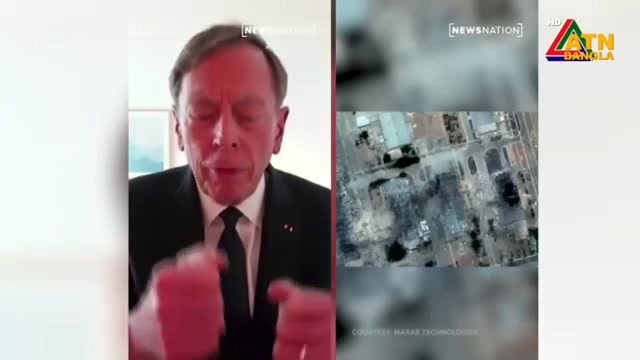 [NEWSNATION]
[NEWSNATION]
HD
ATN
BANGLA
COURTESY: MAXAR TECHNOLOGIES